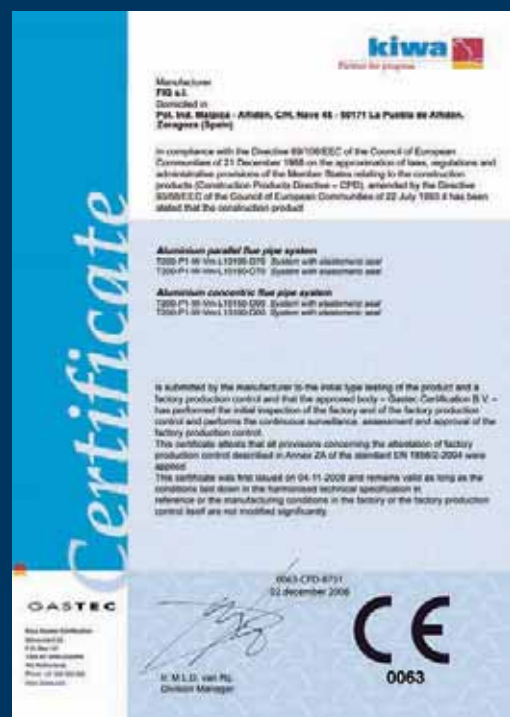 kiwa
Partner for progress
Certificate
Manufacturer
FIG s.l.
Domiciled in
Pol. Ind. Malpica - Alfindén, C/H, Nave 48 - 50171 La Puebla de Alfindén,
Zaragoza (Spain)
In compliance with the Directive 89/106/EEC of the Council of European
Communities of 21 December 1988 on the approximation of laws, regulations and
administrative provisions of the Member States relating to the construction
products (Construction Products Directive – CPD), amended by the Directive
93/68/EEC of the Council of European Communities of 22 July 1993 it has been
stated that the construction product
Aluminium parallel flue pipe system
System with elastomeric seal
System with elastomeric seal
Aluminium concentric flue pipe system
System with elastomeric seal
System with elastomeric seal
is submitted by the manufacturer to the initial type testing of the product and a
factory production control and that the approved body – Gastec Certification B.V. –
has performed the initial inspection of the factory and of the factory production
control and performs the continuous surveillance, assessment and approval of the
factory production control.
This certificate attests that all provisions concerning the attestation of factory
production control described in Annex ZA of the standard EN 1856/2-2004 were
applied
This certificate was first issued on 04-11-2006 and remains valid as long as the
conditions laid down in the harmonised technical specification in
reference or the manufacturing conditions in the factory or the factory production
control itself are not modified significantly.
GASTEC
0063-CPD-8751
02 december 2006
Ir. M.L.D. van Rij
Division Manager
CE
0063